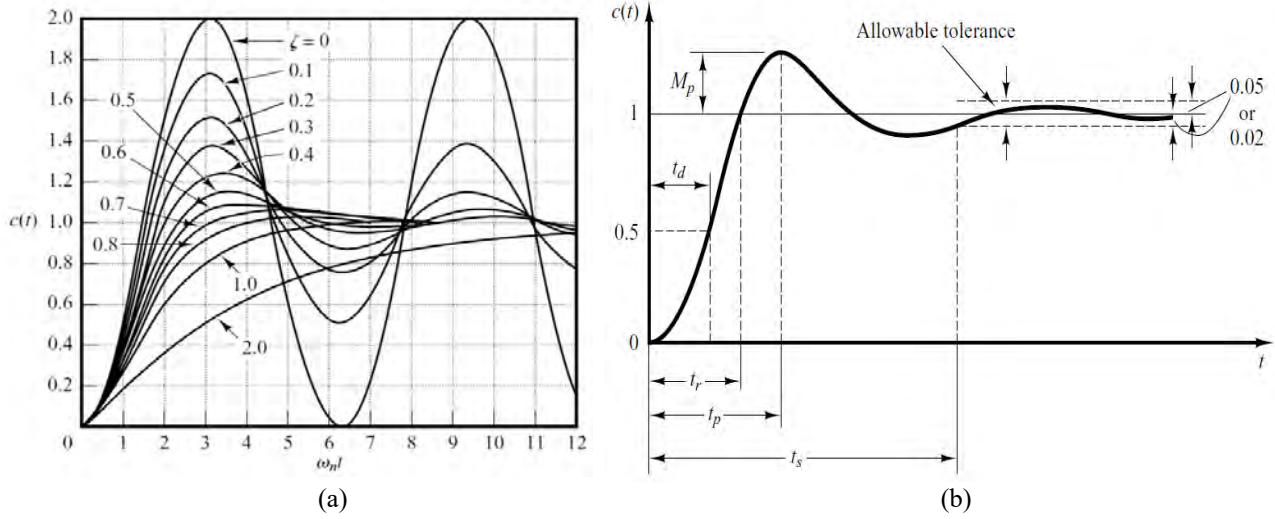 2.0
1.8
1.6
1.4
1.2
c(t) 1.0
0.8
0.6
0.4
0.2
0 1 2 3 4 5 6 7 8 9 10 11 12
ωnt
ζ = 0
0.1
0.2
0.3
0.4
0.5
0.6
0.7
0.8
1.0
2.0
(a)
c(t)
Allowable tolerance
Mp
1
0.05
or
0.02
td
0.5
0
t
tr
tp
ts
(b)